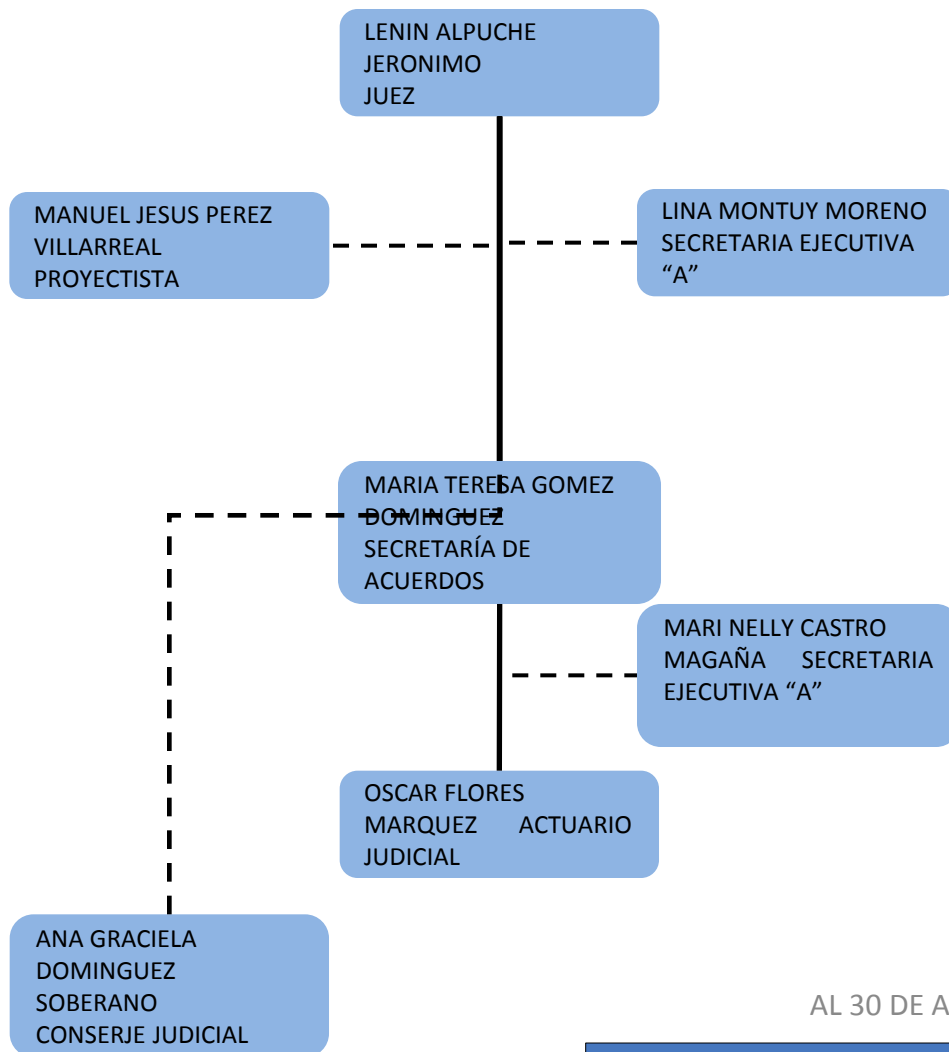 LENIN ALPUCHE
JERONIMO
JUEZ
MANUEL JESUS PEREZ
VILLARREAL
PROYECTISTA
LINA MONTUY MORENO
SECRETARIA EJECUTIVA
“A”
MARIA TERESA GOMEZ
DOMINGUEZ
SECRETARÍA DE
ACUERDOS
MARI NELLY CASTRO
MAGAÑA SECRETARIA
EJECUTIVA “A”
OSCAR FLORES
MARQUEZ ACTUARIO
JUDICIAL
ANA GRACIELA
DOMINGUEZ
SOBERANO
CONSERJE JUDICIAL
AL 30 DE A